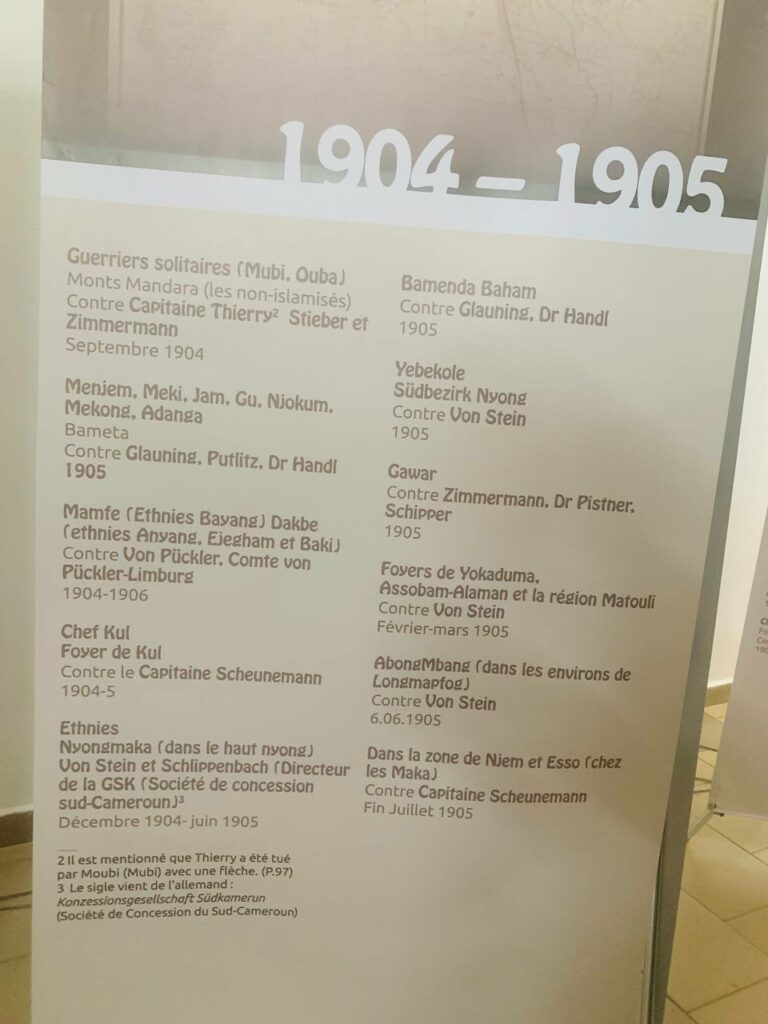 1904 – 1905
Guerriers solitaires (Mubi, Ouba)
Monts Mandara (les non-islamisés)
Contre Capitaine Thierry² Stieber et
Zimmermann
Septembre 1904
Menjem, Meki, Jam, Gu, Njokum,
Mekong, Adanga
Bameta
Contre Glauning, Putlitz, Dr Handl
1905
Mamfe (Ethnies Bayang) Dakbe
(ethnies Anyang, Ejegham et Baki)
Contre Von Pückler, Comte von
Pückler-Limburg
1904-1906
Chef Kul
Foyer de Kul
Contre le Capitaine Scheunemann
1904-5
Ethnies
Nyongmaka (dans le haut nyong)
Von Stein et Schlippenbach (Directeur
de la GSK (Société de concession
sud-Cameroun)³
Décembre 1904- juin 1905
2 Il est mentionné que Thierry a été tué
par Moubi (Mubi) avec une flèche. (P.97)
3 Le sigle vient de l'allemand :
Konzessionsgesellschaft Südkamerun
(Société de Concession du Sud-Cameroun)
Bamenda Baham
Contre Glauning, Dr Handl
1905
Yebekole
Südbezirk Nyong
Contre Von Stein
1905
Gawar
Contre Zimmermann, Dr Pistner,
Schipper
1905
Foyers de Yokaduma,
Assobam-Alaman et la région Matouli
Contre Von Stein
Février-mars 1905
AbongMbang (dans les environs de
Longmapfog)
Contre Von Stein
6.06.1905
Dans la zone de Njem et Esso (chez
les Maka)
Contre Capitaine Scheunemann
Fin Juillet 1905